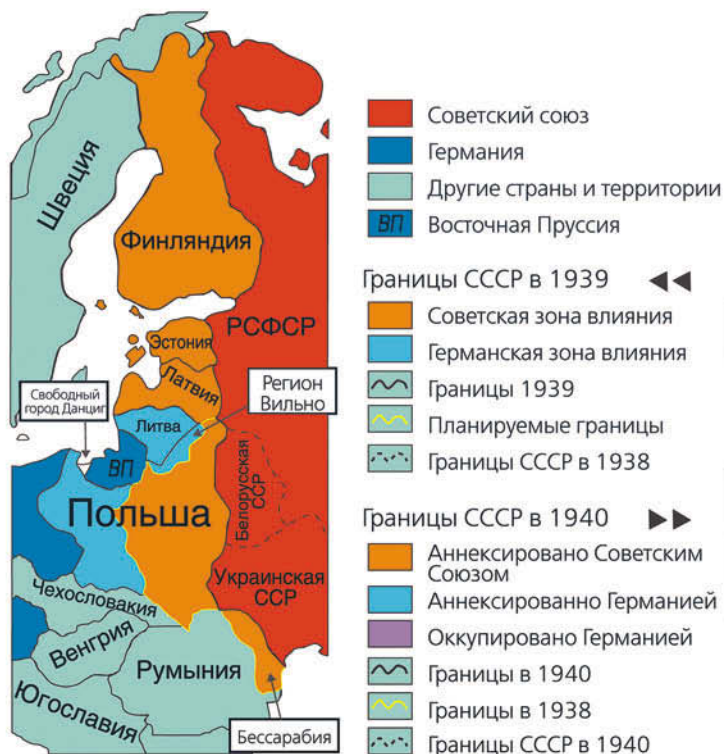 Швеция
Финляндия
РСФСР
Эстония
Латвия
Свободный
город Данциг
Регион
Вильно
Литва
ВП
Польша
Белорусская
ССР
Украинская
ССР
Чехословакия
Венгрия
Румыния
Югославия
Бессарабия
Советский союз
Германия
Другие страны и территории
ВП Восточная Пруссия
Границы СССР в 1939
Советская зона влияния
Германская зона влияния
Границы 1939
Планируемые границы
Границы СССР в 1938
Границы СССР в 1940
Аннексировано Советским
Союзом
Аннексированно Германией
Оккупировано Германией
Границы в 1940
Границы в 1938
Границы СССР в 1940